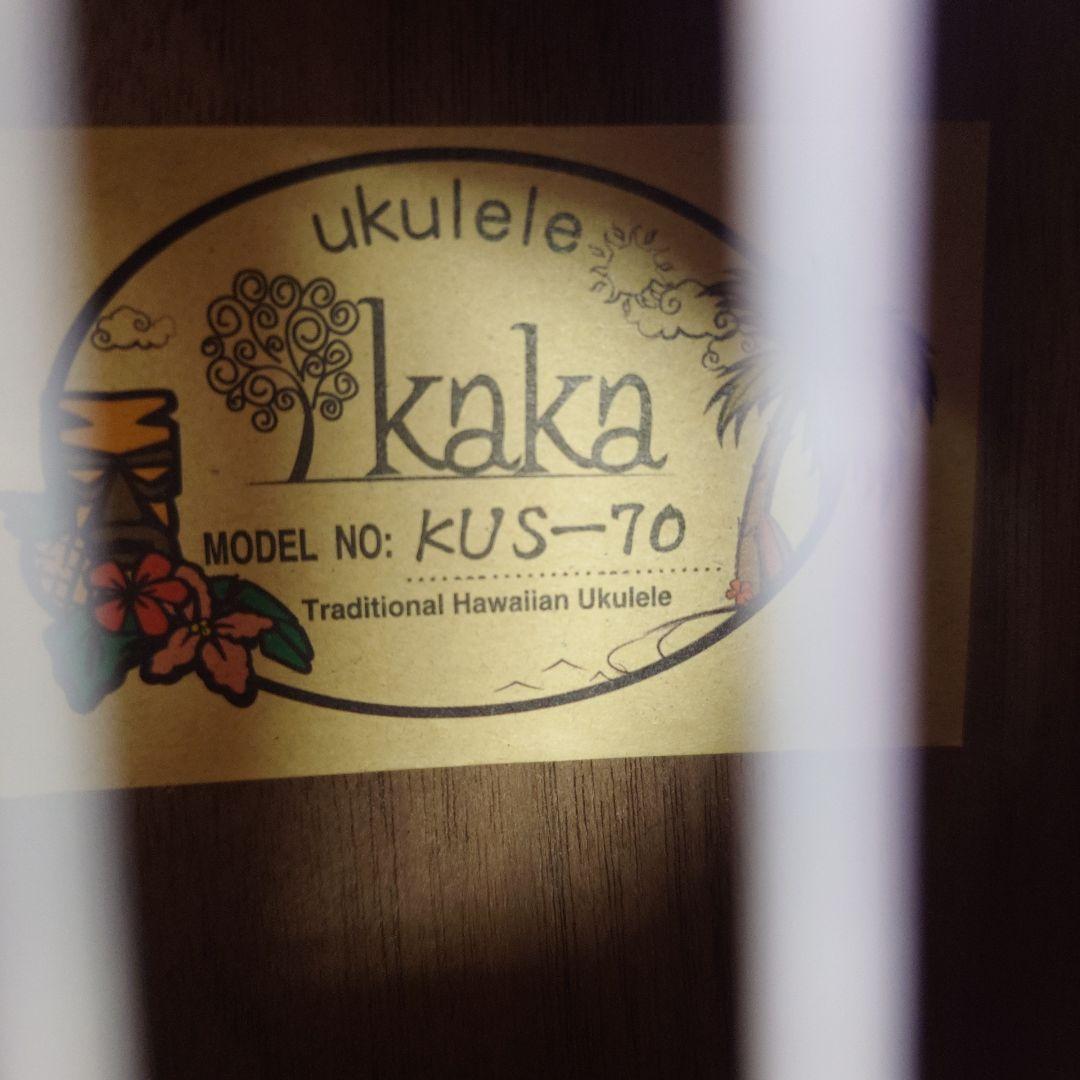 ukulele
kaka
MODEL NO: KUS-70
Traditional Hawaiian Ukulele